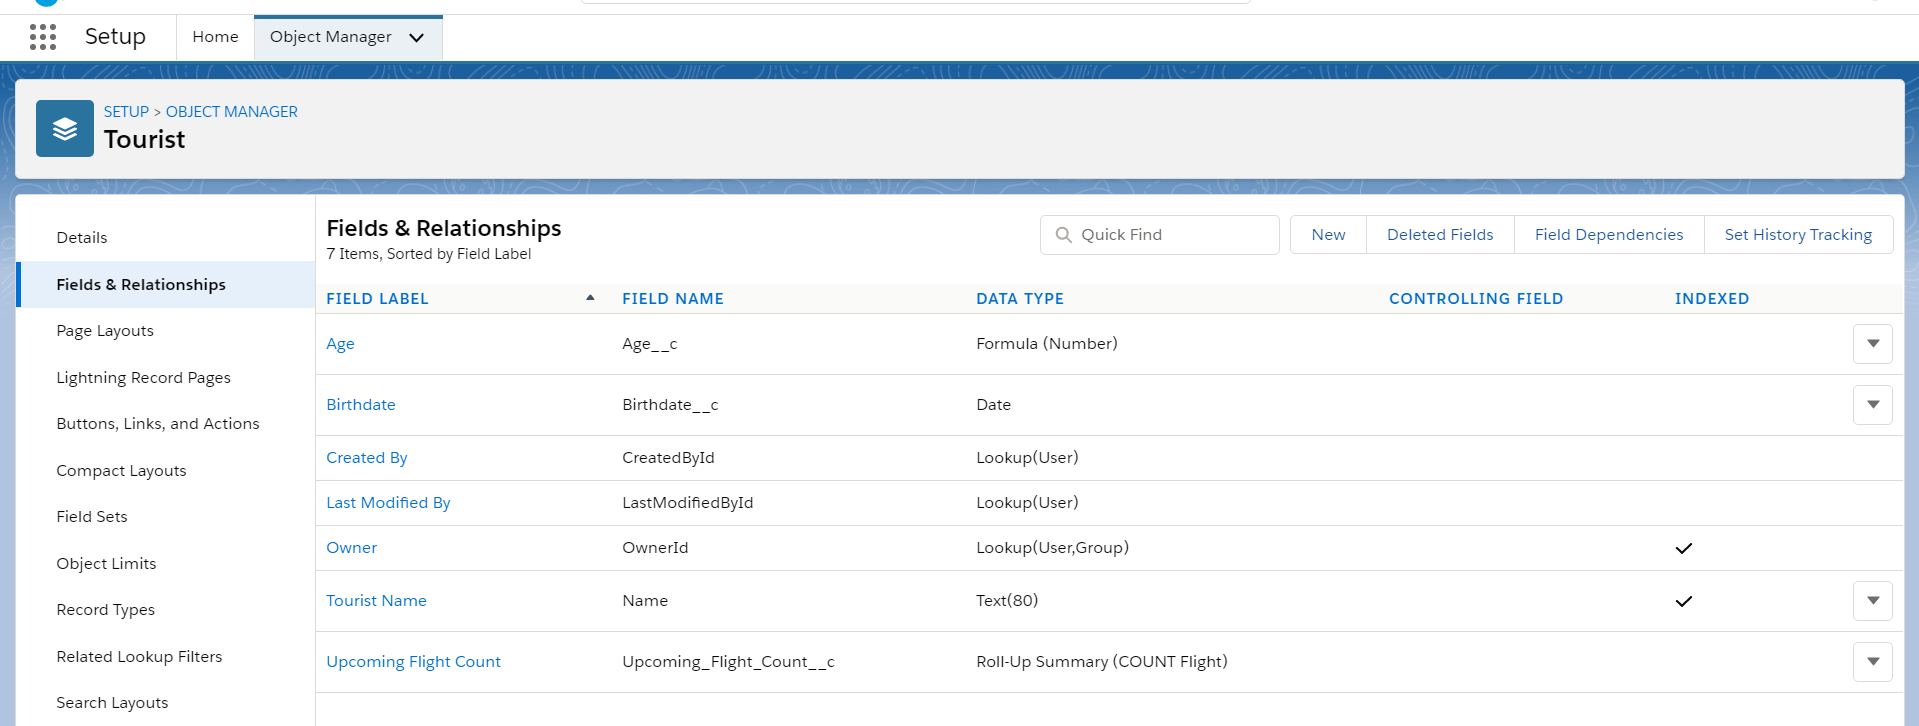 Setup
Home
Object Manager
SETUP > OBJECT MANAGER
Tourist
Details
Fields & Relationships
Page Layouts
Lightning Record Pages
Buttons, Links, and Actions
Compact Layouts
Field Sets
Object Limits
Record Types
Related Lookup Filters
Search Layouts
Fields & Relationships
7 Items, Sorted by Field Label
Quick Find
New
Deleted Fields
Field Dependencies
Set History Tracking
FIELD LABEL FIELD NAME DATA TYPE CONTROLLING FIELD INDEXED
Age Age__c Formula (Number)
Birthdate Birthdate__c Date
Created By CreatedById Lookup(User)
Last Modified By LastModifiedById Lookup(User)
Owner OwnerId Lookup(User,Group)
Tourist Name Name Text(80)
Upcoming Flight Count Upcoming_Flight_Count__c Roll-Up Summary (COUNT Flight)